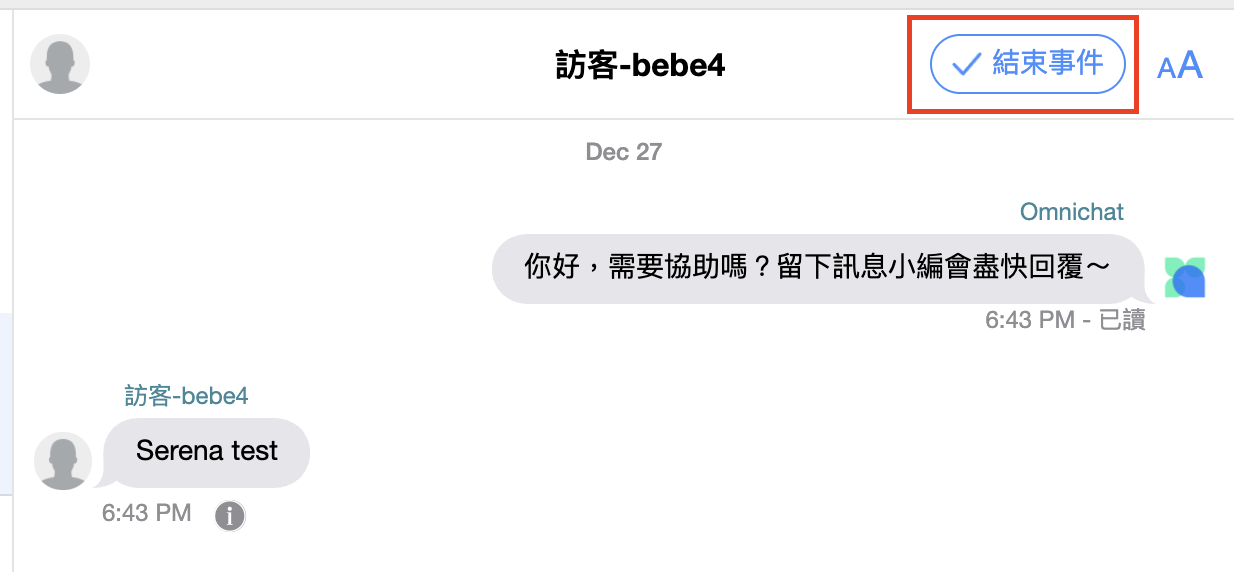 訪客-bebe4
結束事件
AA
Dec 27
Omnichat
你好，需要協助嗎？留下訊息小編會盡快回覆～
6:43 PM - 已讀
訪客-bebe4
Serena test
6:43 PM
i